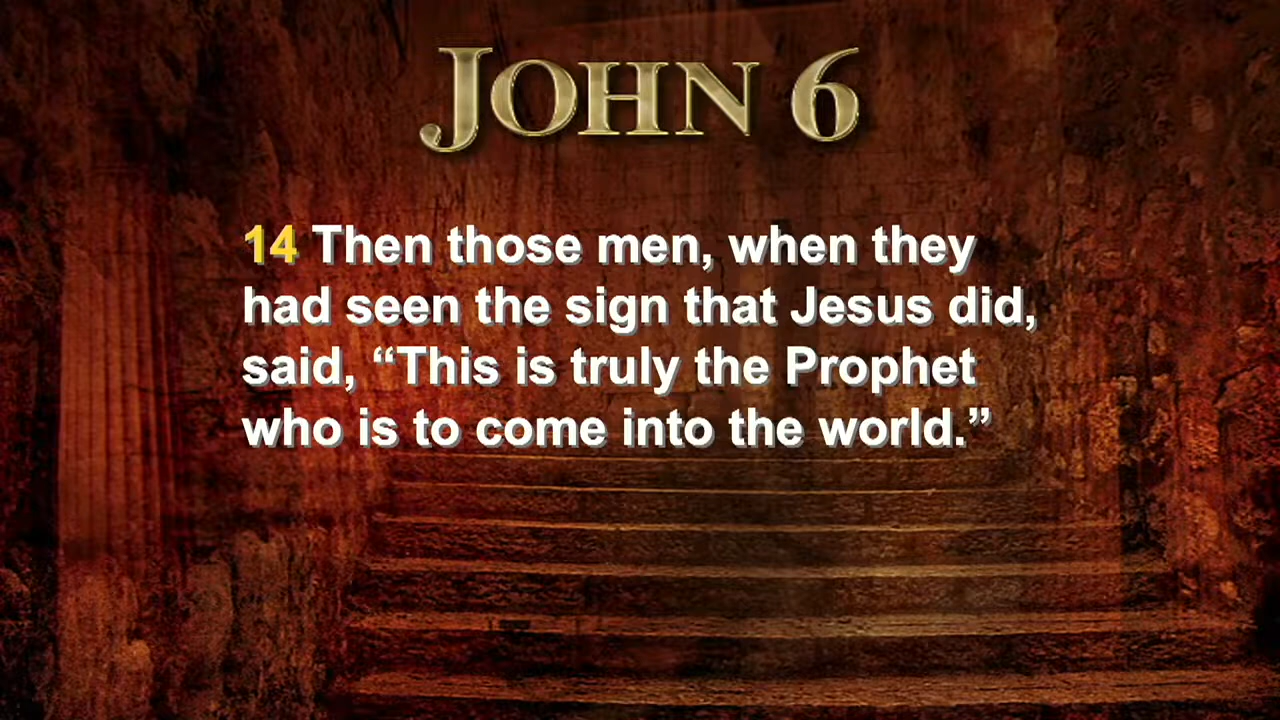 JOHN 6
14 Then those men, when they
had seen the sign that Jesus did,
said, “This is truly the Prophet
who is to come into the world.”